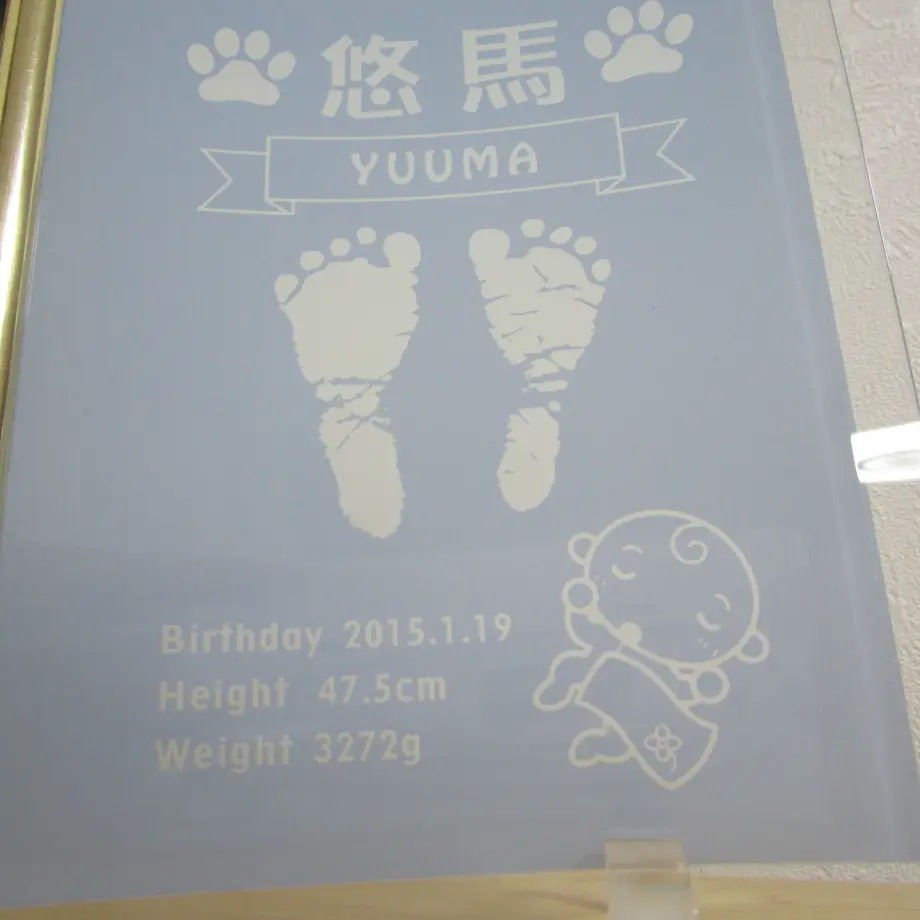 悠馬
YUUMA
Birthday 2015.1.19
Height 47.5cm
Weight 3272g